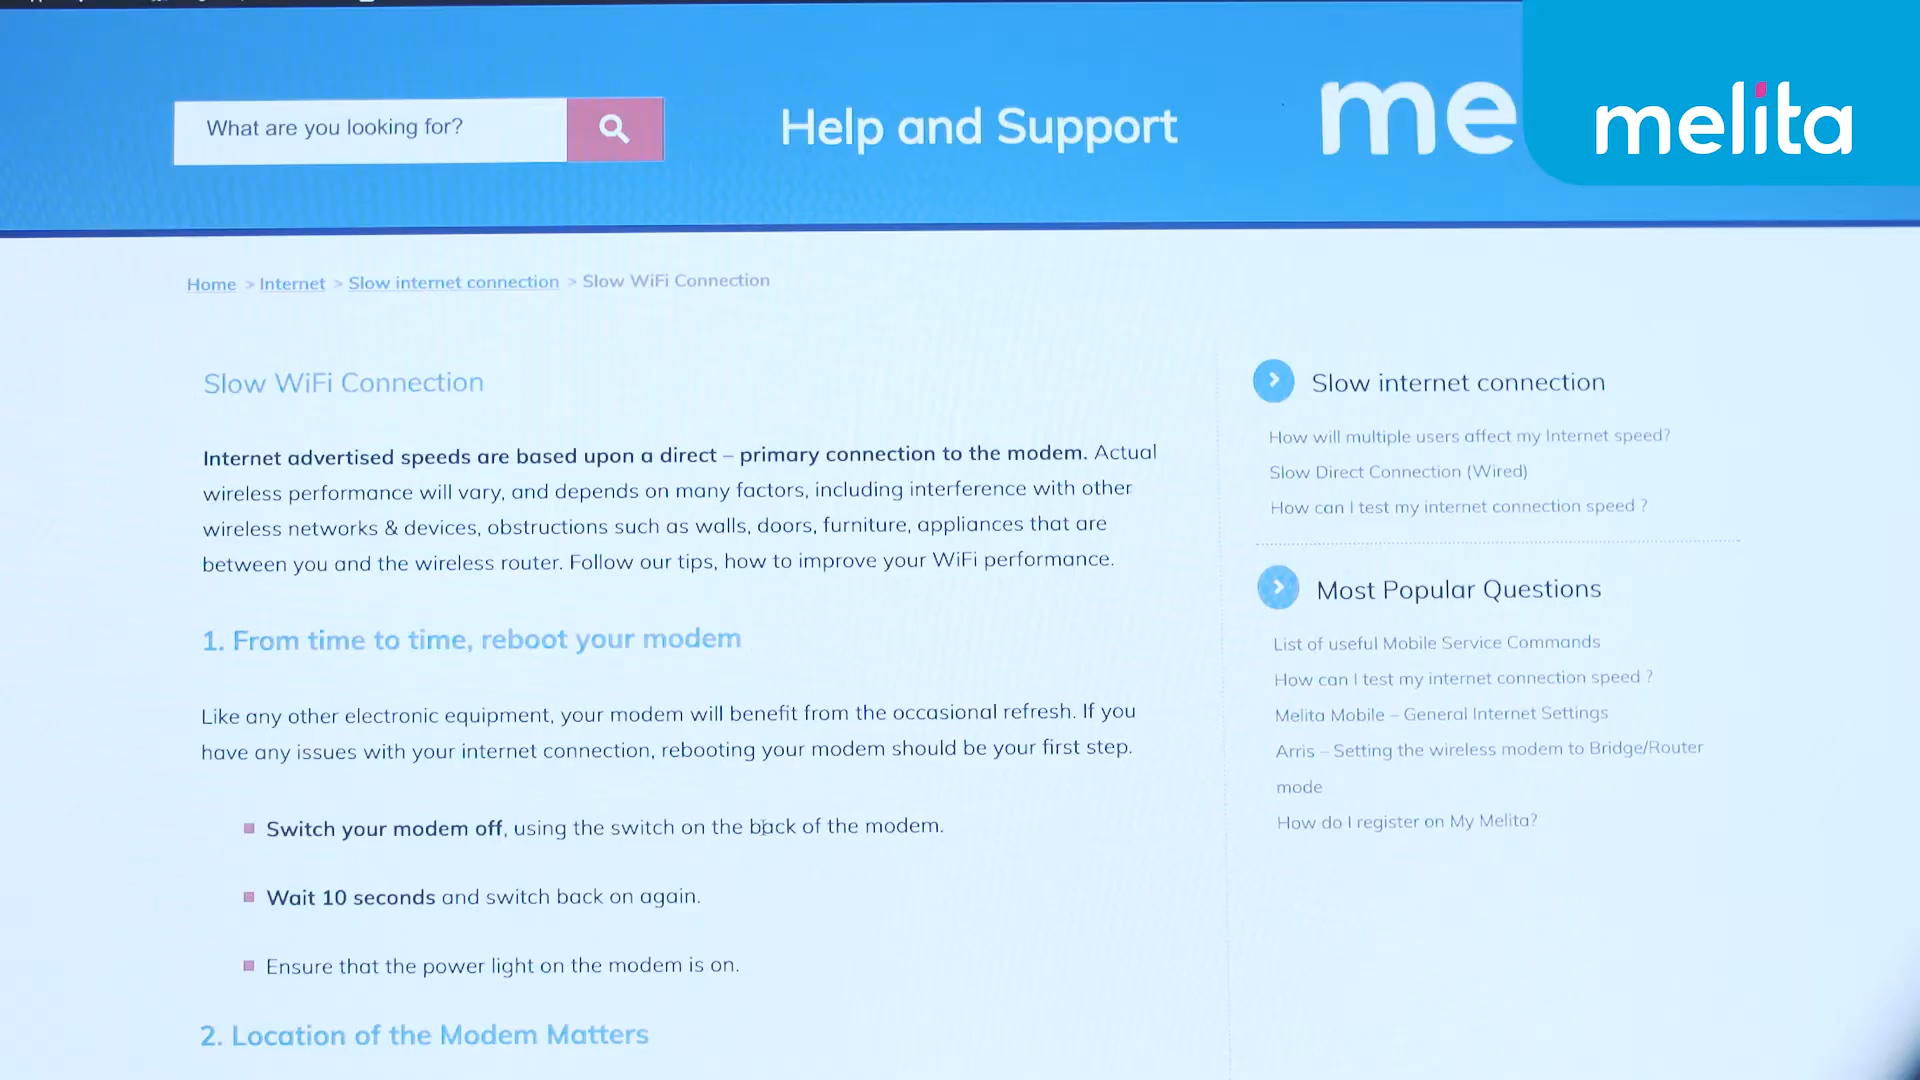 What are you looking for?
Help and Support
me
melita
Home > Internet > Slow internet connection > Slow WiFi Connection
Slow WiFi Connection
Internet advertised speeds are based upon a direct – primary connection to the modem. Actual
wireless performance will vary, and depends on many factors, including interference with other
wireless networks & devices, obstructions such as walls, doors, furniture, appliances that are
between you and the wireless router. Follow our tips, how to improve your WiFi performance.
1. From time to time, reboot your modem
Like any other electronic equipment, your modem will benefit from the occasional refresh. If you
have any issues with your internet connection, rebooting your modem should be your first step.
Switch your modem off, using the switch on the back of the modem.
Wait 10 seconds and switch back on again.
Ensure that the power light on the modem is on.
2. Location of the Modem Matters
Slow internet connection
How will multiple users affect my Internet speed?
Slow Direct Connection (Wired)
How can I test my internet connection speed ?
Most Popular Questions
List of useful Mobile Service Commands
How can I test my internet connection speed ?
Melita Mobile – General Internet Settings
Arris – Setting the wireless modem to Bridge/Router
mode
How do I register on My Melita?